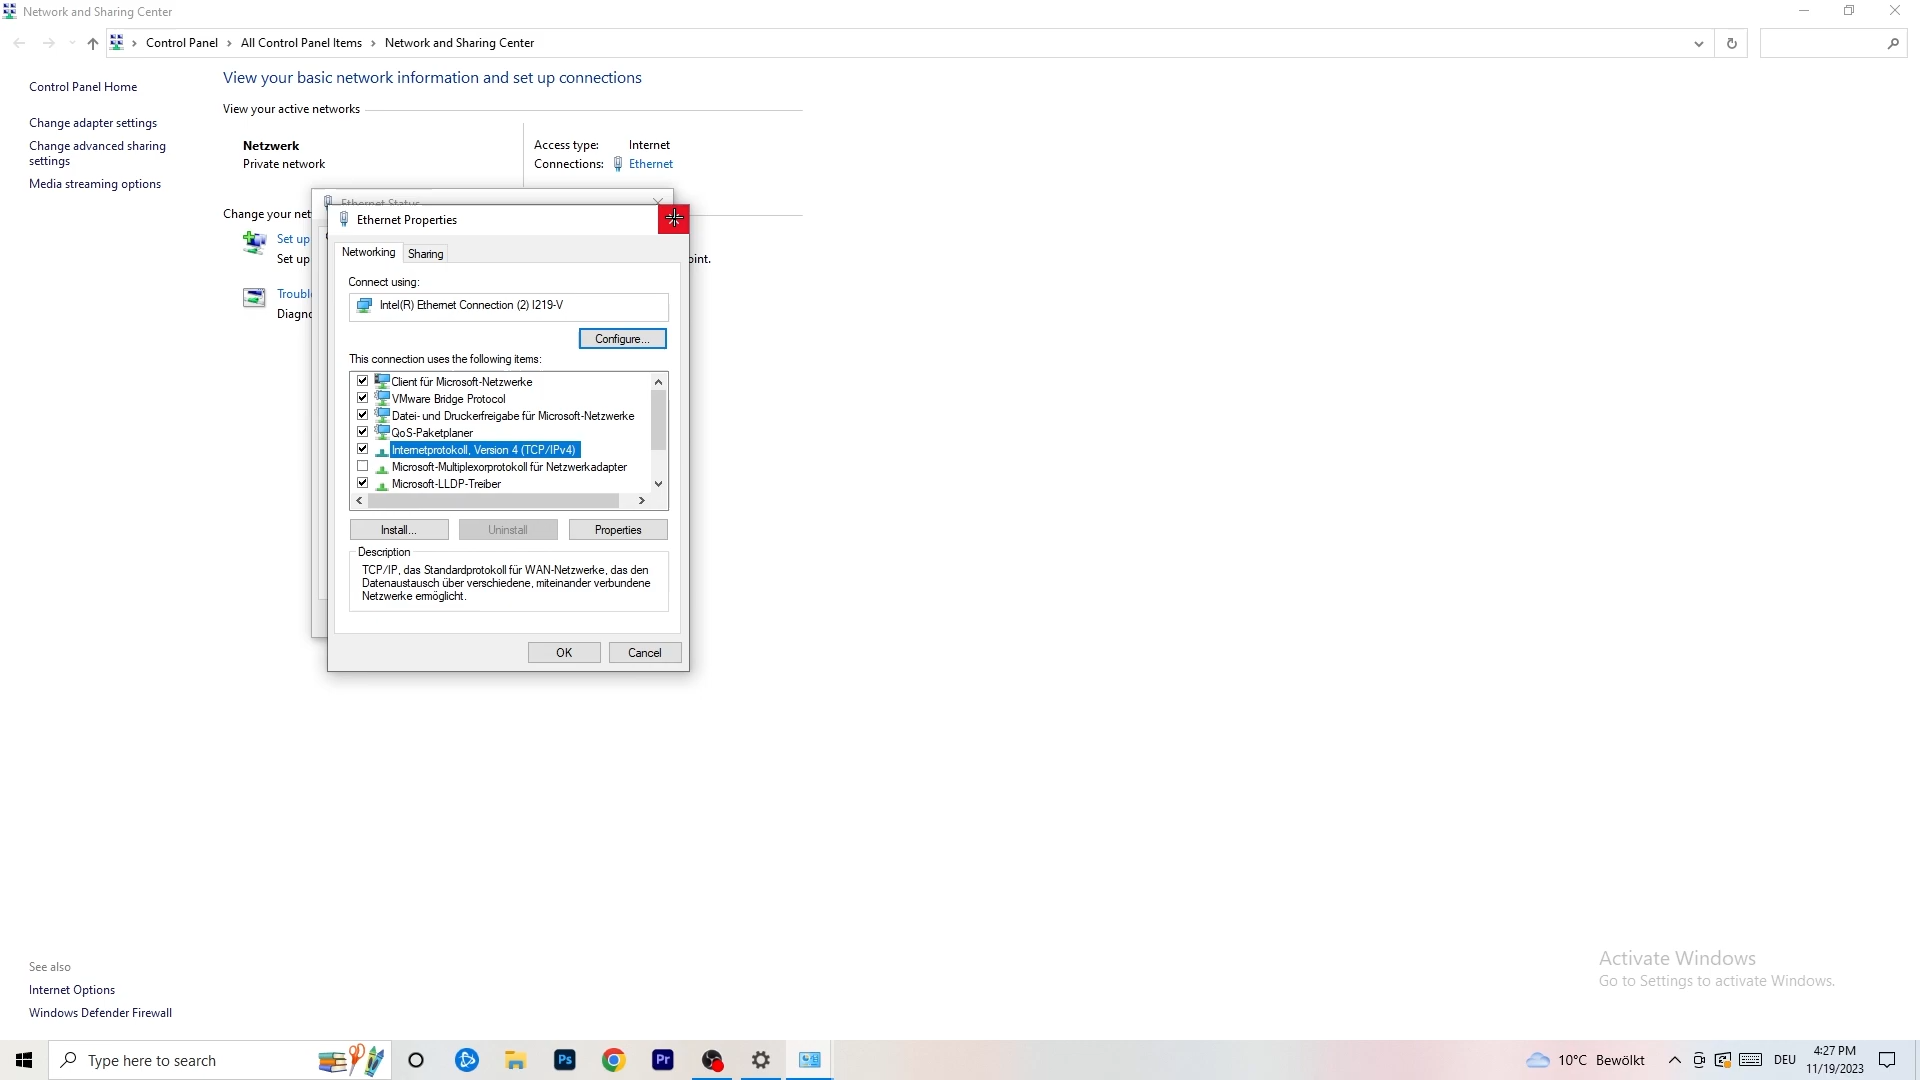 Network and Sharing Center
Control Panel
All Control Panel Items
Network and Sharing Center
Control Panel Home
Change adapter settings
Change advanced sharing
settings
Media streaming options
View your basic network information and set up connections
View your active networks
Netzwerk
Private network
Access type: Internet
Connections: Ethernet
Change your net
Set up
Set up
oint.
Troubl
Diagno
Ethernet Status
Ethernet Properties
Networking
Sharing
Connect using:
Intel(R) Ethernet Connection (2) I219-V
Configure...
This connection uses the following items:
Client für Microsoft-Netzwerke
VMware Bridge Protocol
Datei- und Druckerfreigabe für Microsoft-Netzwerke
QoS-Paketplaner
Internetprotokoll, Version 4 (TCP/IPv4)
Microsoft-Multiplexorprotokoll für Netzwerkadapter
Microsoft-LLDP-Treiber
Install...
Uninstall
Properties
Description
TCP/IP, das Standardprotokoll für WAN-Netzwerke, das den
Datenaustausch über verschiedene, miteinander verbundene
Netzwerke ermöglicht.
OK
Cancel
See also
Internet Options
Windows Defender Firewall
Activate Windows
Go to Settings to activate Windows.
Type here to search
Ps
Pr
10°C Bewölkt
DEU
4:27 PM
11/19/2023